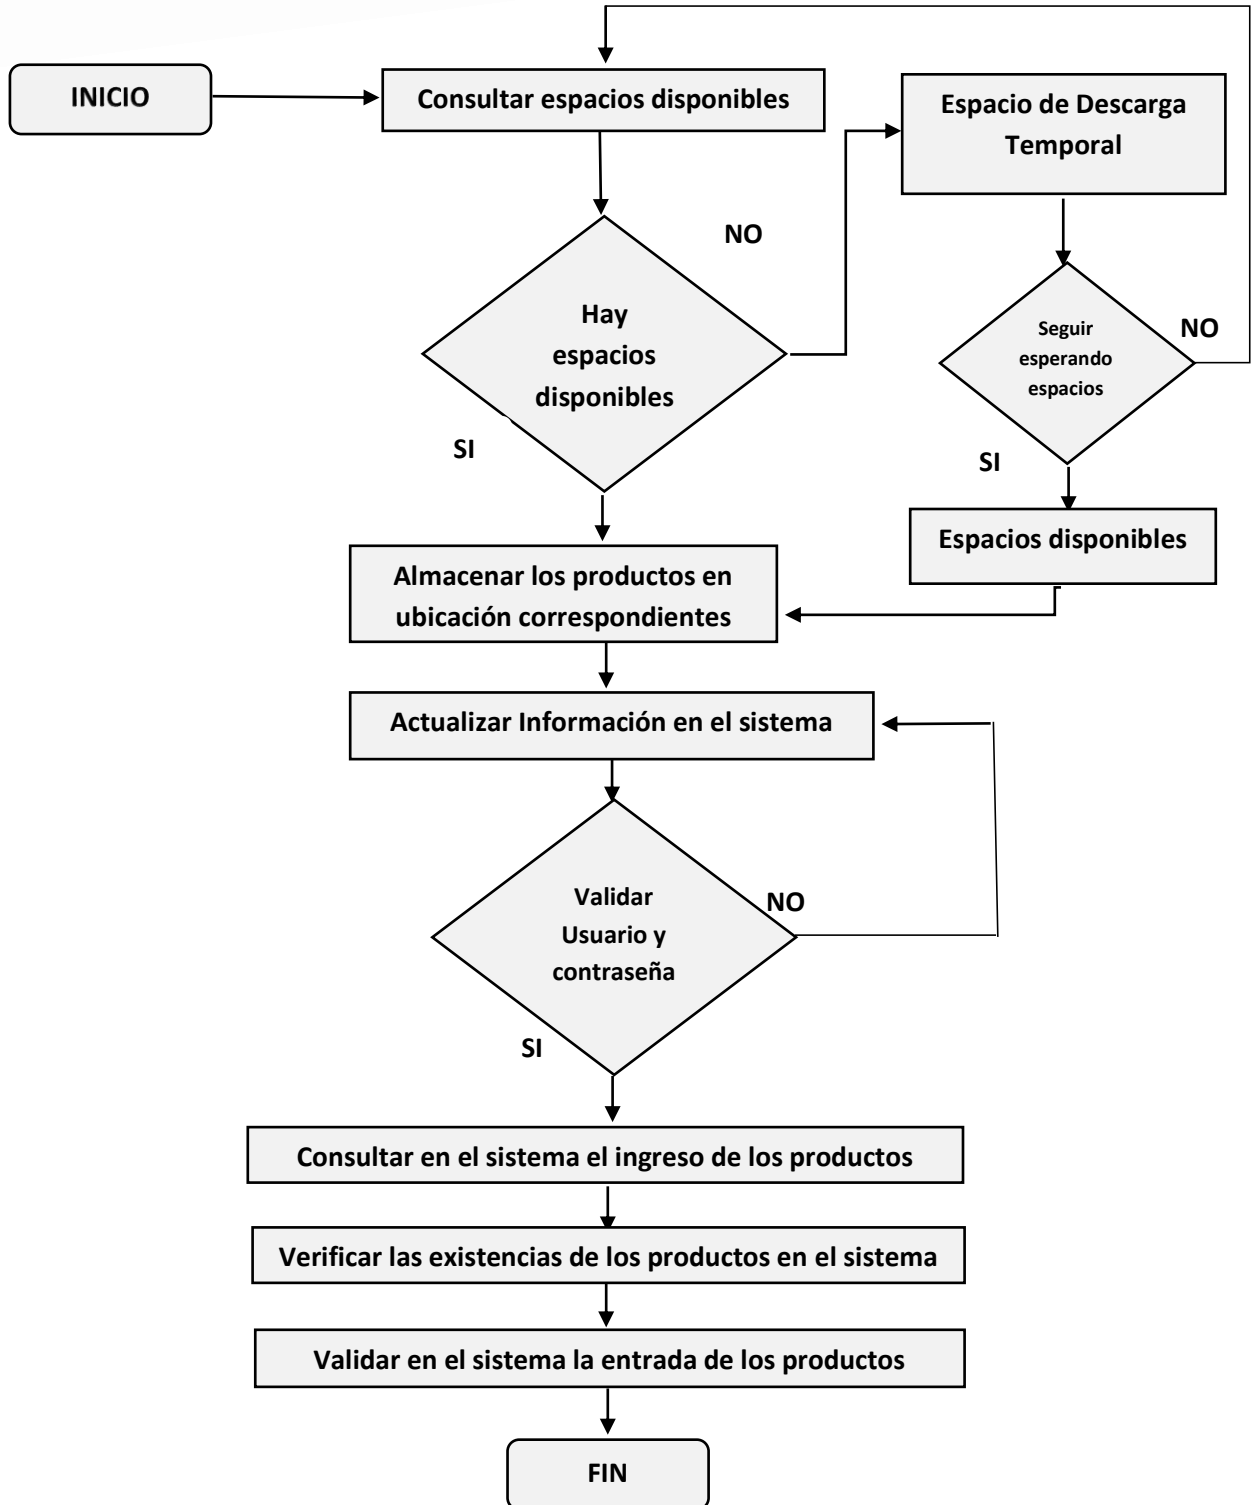 INICIO
Consultar espacios disponibles
Espacio de Descarga
Temporal
NO
Hay
espacios
disponibles
SI
Seguir
esperando
espacios
NO
SI
Espacios disponibles
Almacenar los productos en
ubicación correspondientes
Actualizar Información en el sistema
Validar
Usuario y
contraseña
NO
SI
Consultar en el sistema el ingreso de los productos
Verificar las existencias de los productos en el sistema
Validar en el sistema la entrada de los productos
FIN